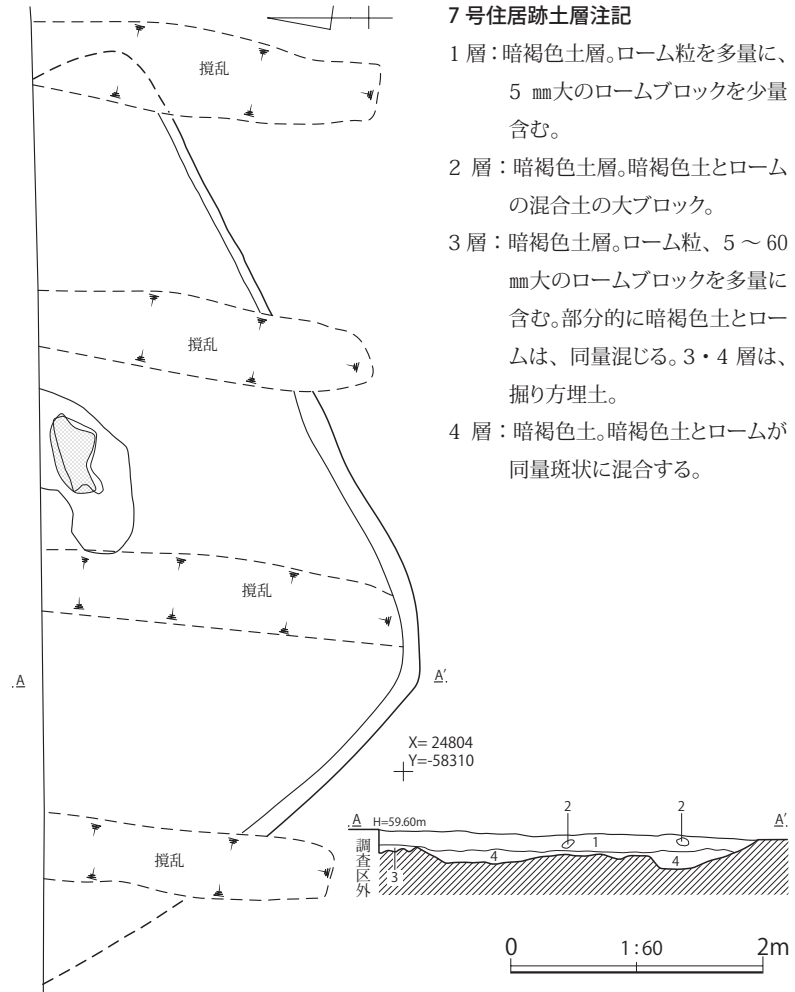 7号住居跡土層注記
1層：暗褐色土層。ローム粒を多量に、
5 ㎜大のロームブロックを少量
含む。
2 層：暗褐色土層。暗褐色土とローム
の混合土の大ブロック。
3層：暗褐色土層。ローム粒、5～60
㎜大のロームブロックを多量に
含む。部分的に暗褐色土とロー
ムは、同量混じる。3・4層は、
掘り方埋土。
4 層：暗褐色土。暗褐色土とロームが
同量斑状に混合する。
撹乱
撹乱
撹乱
A
A′
X= 24804
Y=-58310
撹乱
A
H=59.60m
2
2
A′
調査区外
1
4
4
3
0
1:60
2m